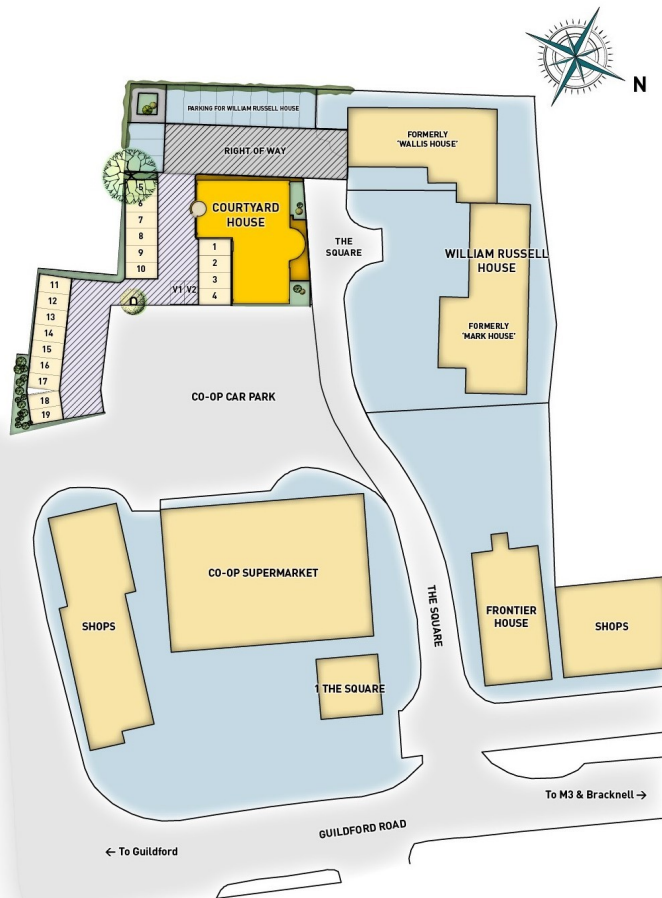 N
PARKING FOR WILLIAM RUSSELL HOUSE
RIGHT OF WAY
FORMERLY
'WALLIS HOUSE'
COURTYARD
HOUSE
THE
SQUARE
WILLIAM RUSSELL
HOUSE
FORMERLY
'MARK HOUSE'
5
6
7
8
9
10
1
2
3
4
V1 V2
11
12
13
14
15
16
17
18
19
CO-OP CAR PARK
CO-OP SUPERMARKET
SHOPS
THE SQUARE
FRONTIER
HOUSE
SHOPS
1 THE SQUARE
To M3 & Bracknell →
GUILDFORD ROAD
← To Guildford